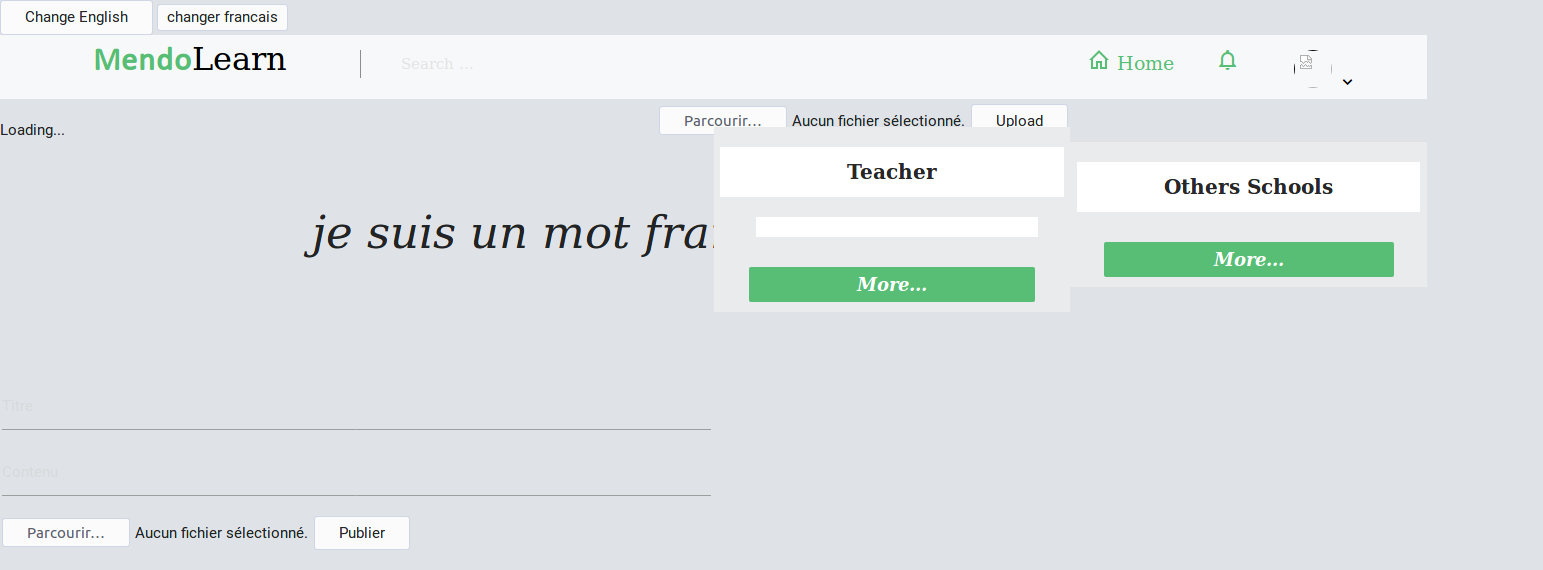 Change English changer francais
MendoLearn Search ... Home
Loading...
Parcourir... Aucun fichier sélectionné. Upload
Teacher
Others Schools
je suis un mot fra
More...
More...
Titre
Contenu
Parcourir... Aucun fichier sélectionné. Publier